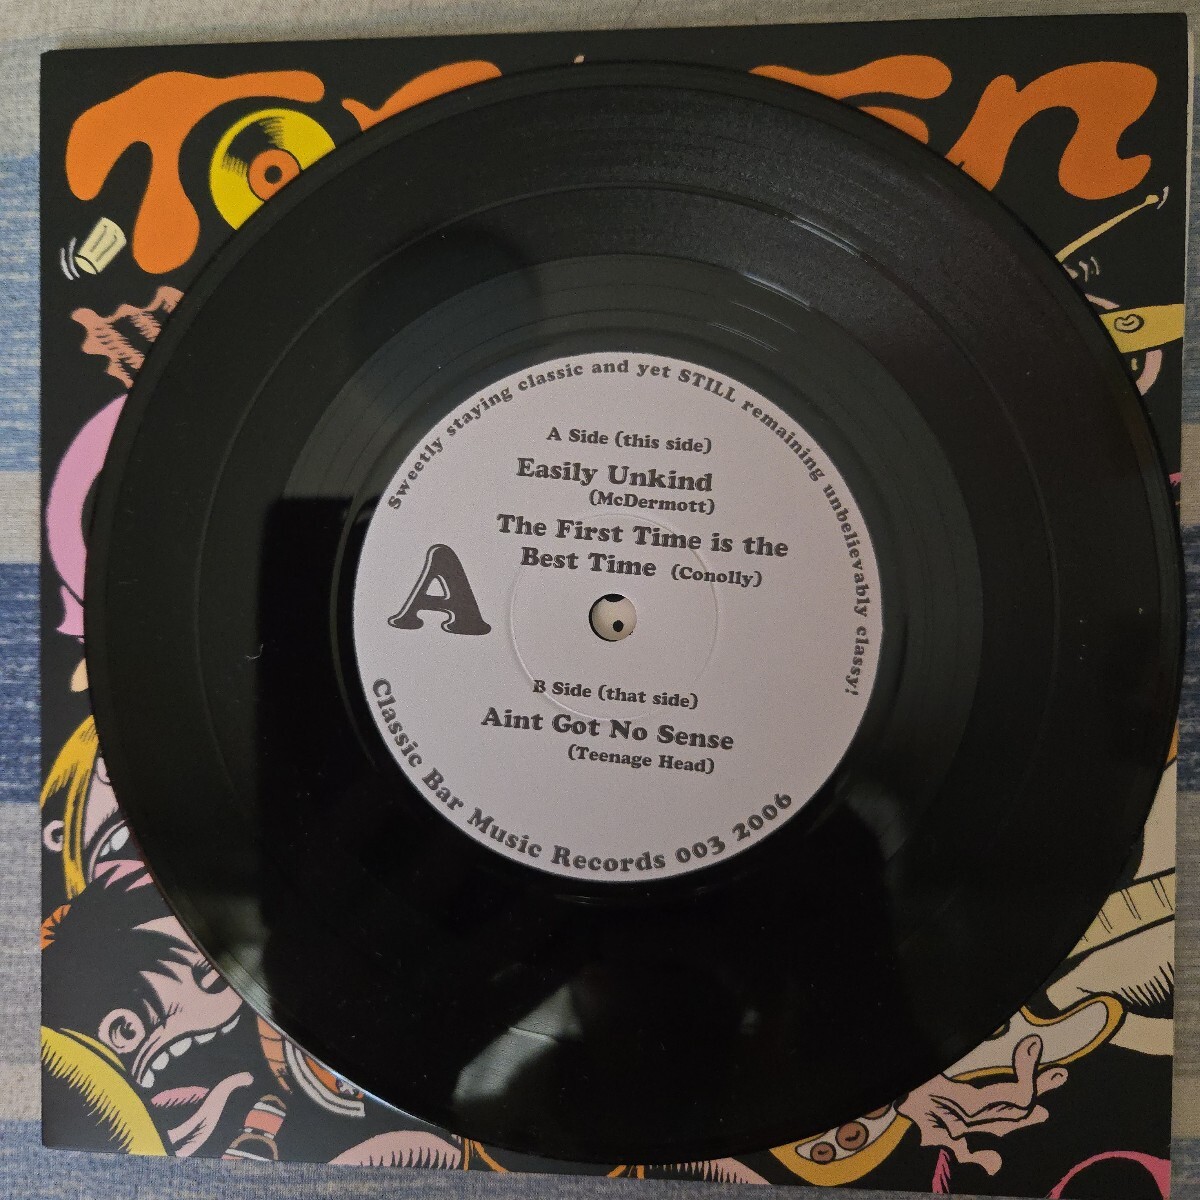 Sweetly staying classic and yet STILL remaining unbelievably classy!
A Side (this side)
Easily Unkind
(McDermott)
The First Time is the
Best Time (Conolly)
A
B Side (that side)
Aint Got No Sense
(Teenage Head)
Classic Bar Music Records 003 2006